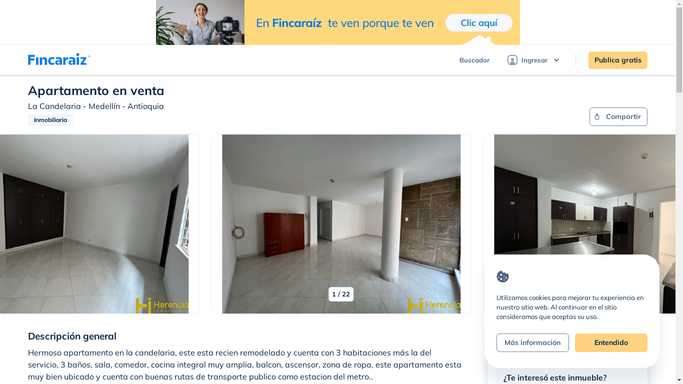 En Fincaraíz te ven porque te ven
Clic aquí
Fincaraiz
Buscador
Ingresar
Publica gratis
Apartamento en venta
La Candelaria - Medellín - Antioquia
Inmobiliaria
Compartir
Herencia
1 / 22
Herencia
Descripción general
Hermoso apartamento en la candelaria, este esta recien remodelado y cuenta con 3 habitaciones más la del
servicio, 3 baños, sala, comedor, cocina integral muy amplia, balcon, ascensor, zona de ropa, este apartamento esta
muy bien ubicado y cuenta con buenas rutas de transporte publico como estacion del metro..
Utilizamos cookies para mejorar tu experiencia en
nuestro sitio web. Al continuar en el sitio
consideramos que aceptas su uso.
Más información
Entendido
¿Te interesó este inmueble?